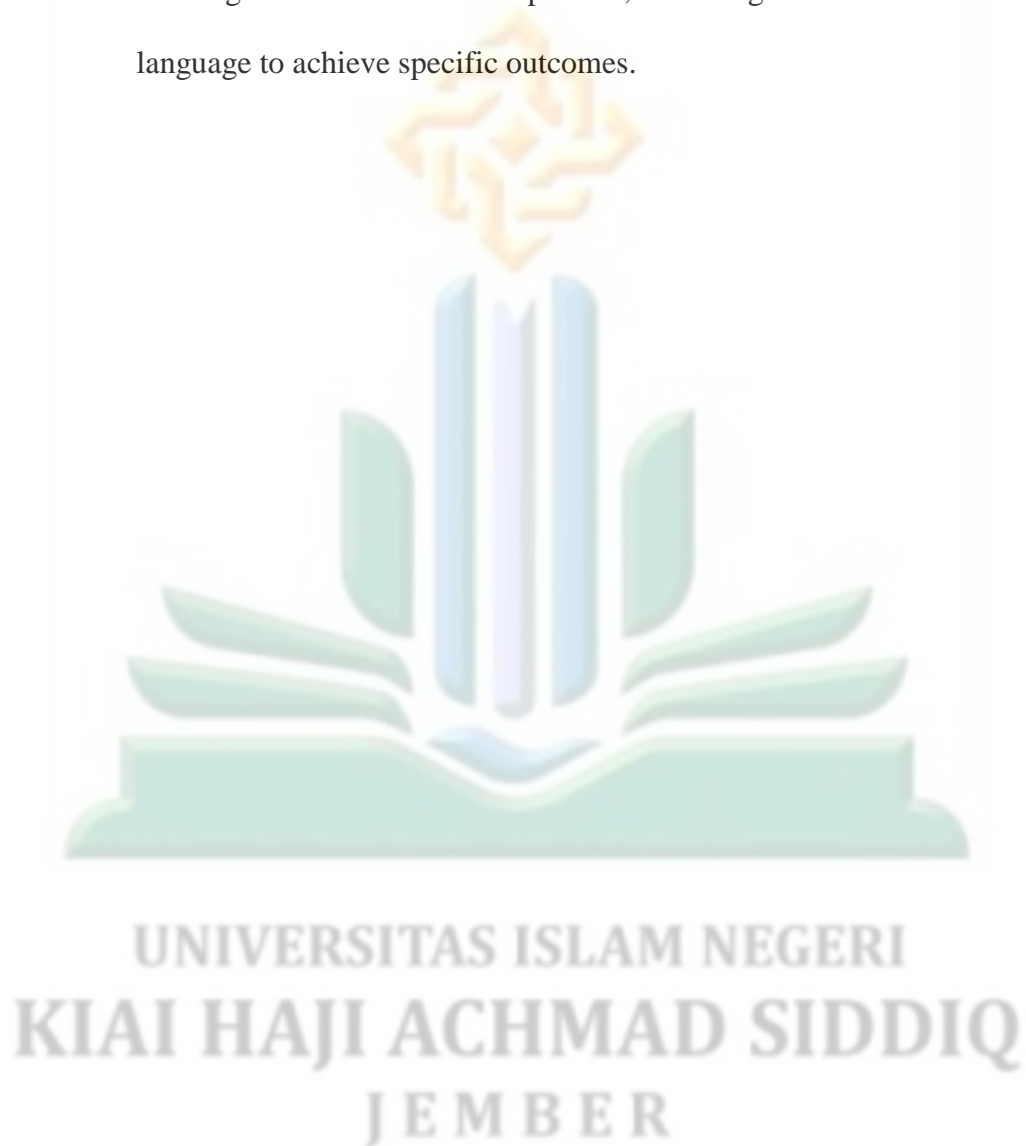 language to achieve specific outcomes.
UNIVERSITAS ISLAM NEGERI
KIAI HAJI ACHMAD SIDDIQ
JEMBER